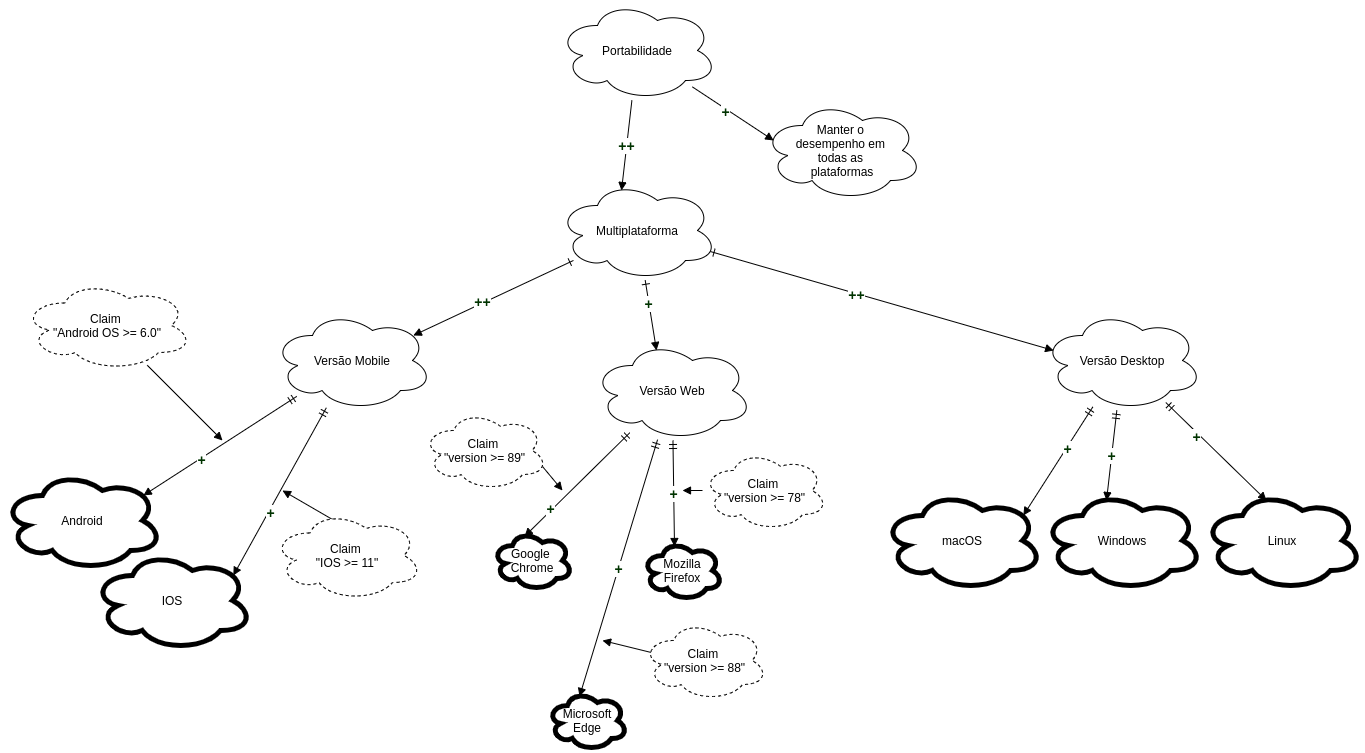 Portabilidade
+
Manter o
desempenho em
todas as
plataformas
++
Multiplataforma
++
+
++
Claim
"Android OS >= 6.0"
Versão Mobile
Versão Web
Versão Desktop
Claim
"version >= 89"
+
+
+
+
+
Claim
"version >= 78"
+
+
+
+
Android
Claim
"IOS >= 11"
IOS
Google
Chrome
Mozilla
Firefox
macOS
Windows
Linux
Claim
"version >= 88"
Microsoft
Edge